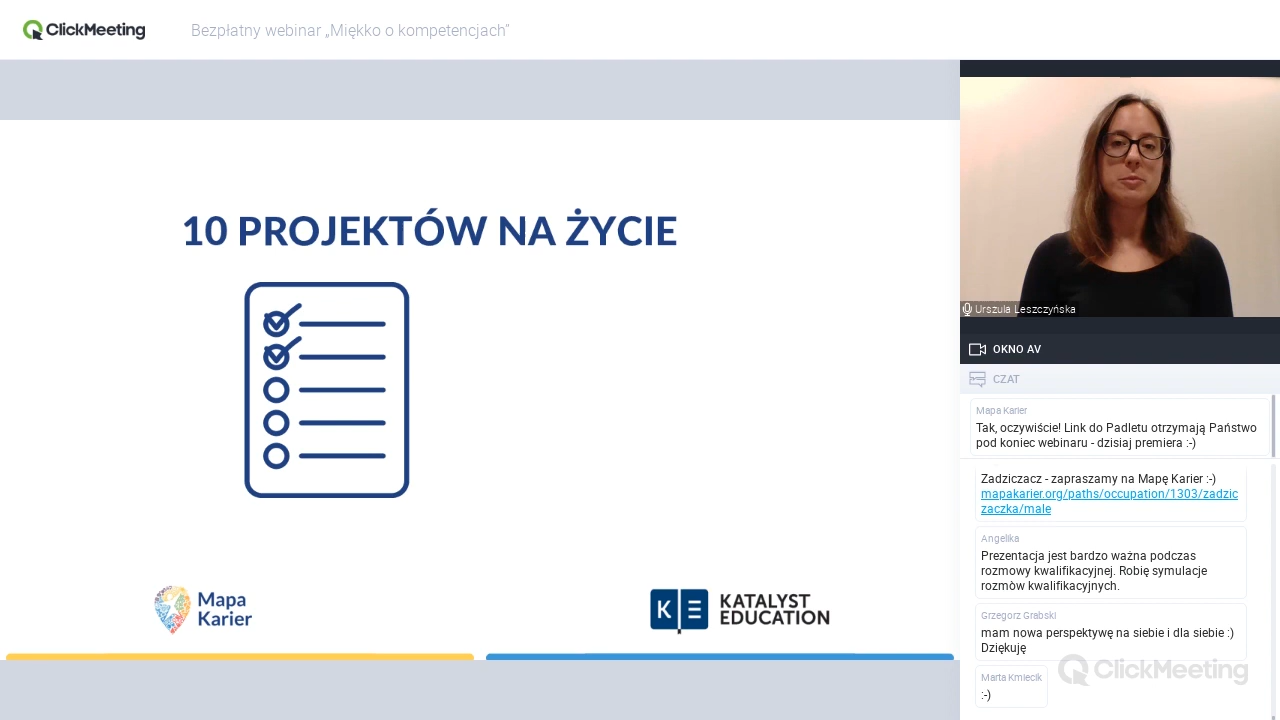 ClickMeeting
Bezpłatny webinar „Miękko o kompetencjach”
10 PROJEKTÓW NA ŻYCIE
Mapa
Karier
K E
KATALYST
EDUCATION
Urszula Leszczyńska
OKNO AV
CZAT
Mapa Karier
Tak, oczywiście! Link do Padletu otrzymają Państwo
pod koniec webinaru - dzisiaj premiera :-)
Zadziczacz - zapraszamy na Mapę Karier :-)
mapakarier.org/paths/occupation/1303/zadzic
zaczka/male
Angelika
Prezentacja jest bardzo ważna podczas
rozmowy kwalifikacyjnej. Robię symulacje
rozmòw kwalifikacyjnych.
Grzegorz Grabski
mam nowa perspektywę na siebie i dla siebie :)
Dziękuję
ClickMeeting
Marta Kmiecik
:-)